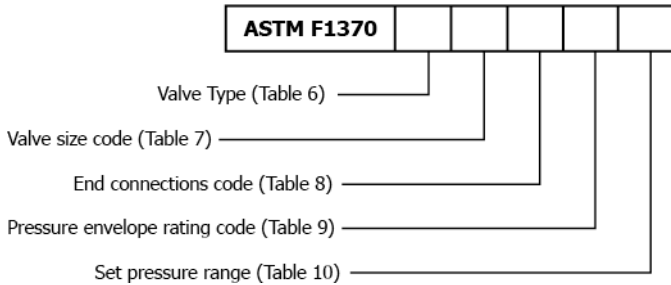 ASTM F1370
Valve Type (Table 6)
Valve size code (Table 7)
End connections code (Table 8)
Pressure envelope rating code (Table 9)
Set pressure range (Table 10)